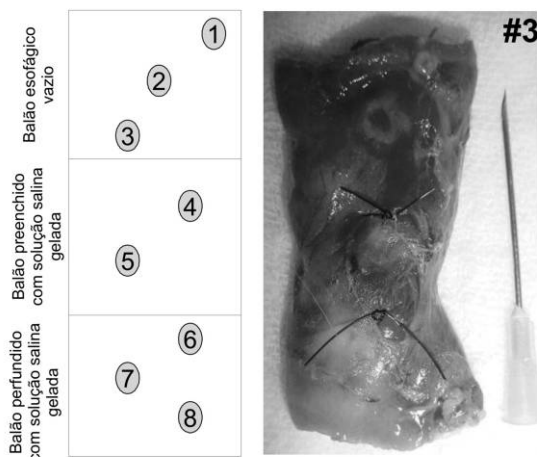 Balão esofágico
vazio
1
2
3
Balão preenchido
com solução salina
gelada
4
5
Balão perfundido
com solução salina
gelada
6
7
8
#3